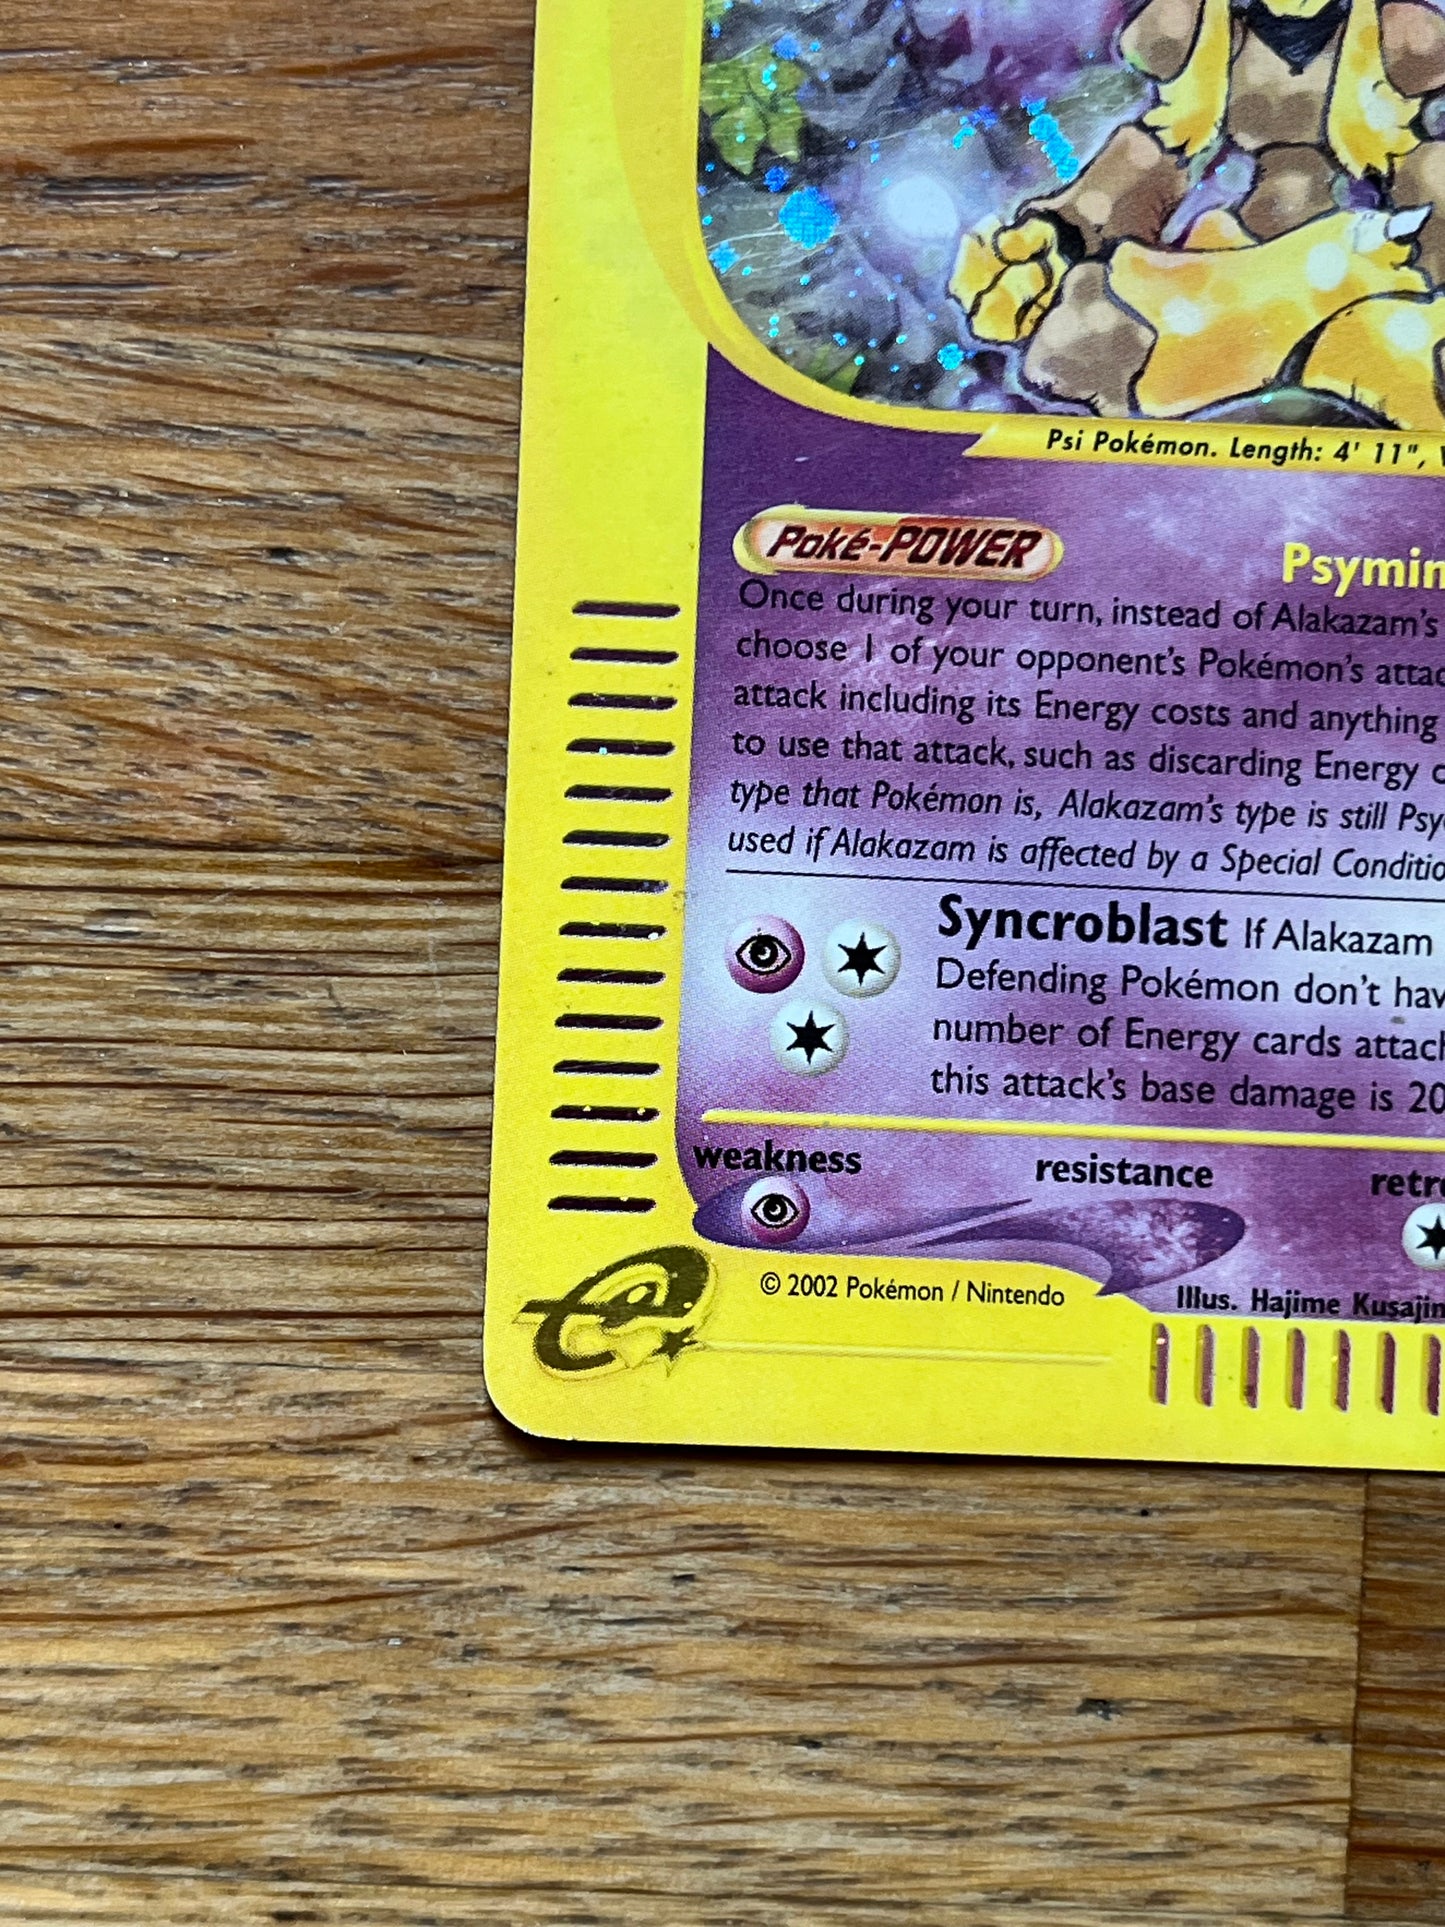 Psi Pokémon. Length: 4' 11",
Poké-POWER
Psymin
Once during your turn, instead of Alakazam's
choose 1 of your opponent's Pokémon's attac
attack including its Energy costs and anything
to use that attack, such as discarding Energy c
type that Pokémon is, Alakazam's type is still Psy
used if Alakazam is affected by a Special Conditio
Syncroblast If Alakazam
Defending Pokémon don't hav
number of Energy cards attach
this attack's base damage is 20
weakness resistance retre
© 2002 Pokémon / Nintendo
Illus. Hajime Kusajim
e